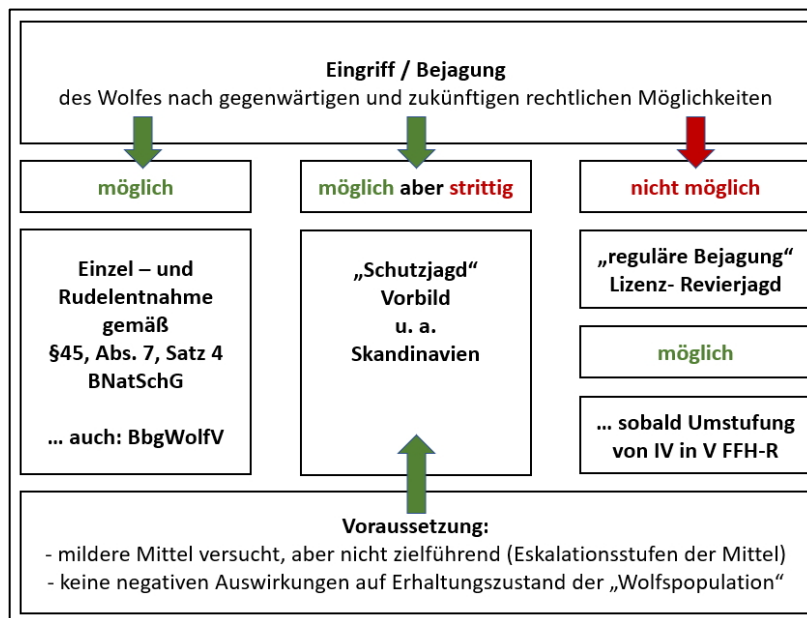 Eingriff / Bejagung
des Wolfes nach gegenwärtigen und zukünftigen rechtlichen Möglichkeiten
möglich
Einzel – und
Rudelentnahme
gemäß
§45, Abs. 7, Satz 4
BNatSchG
… auch: BbgWolfV
möglich aber strittig
„Schutzjagd“
Vorbild
u. a.
Skandinavien
nicht möglich
„reguläre Bejagung“
Lizenz- Revierjagd
möglich
… sobald Umstufung
von IV in V FFH-R
Voraussetzung:
- mildere Mittel versucht, aber nicht zielführend (Eskalationsstufen der Mittel)
- keine negativen Auswirkungen auf Erhaltungszustand der „Wolfspopulation“